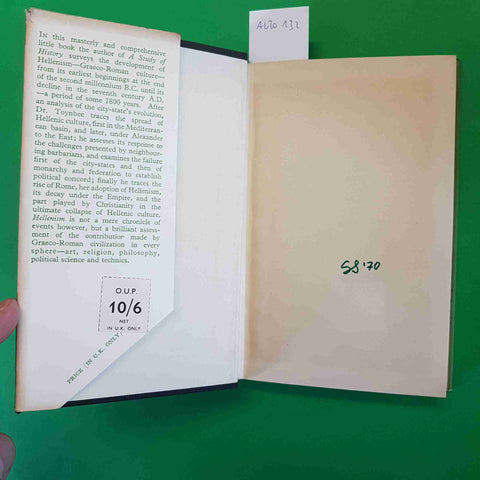 IN this masterly and comprehensive
little book the author of A Study of
History surveys the development of
Hellenism—Graeco-Roman culture—
from its earliest beginnings at the end
of the second millennium B.C. until its
decline in the seventh century A.D.
—a period of some 1800 years. After
an analysis of the city-state's evolution,
Dr. Toynbee traces the spread of
Hellenic culture, first in the Mediterran-
ean basin, and later, under Alexander
to the East; he assesses its response to
the challenges presented by neighbour-
ing barbarians, and examines the failure
first of the city-states and then of
monarchy and federation to establish
political concord; finally he traces the
rise of Rome, her adoption of Hellenism,
its decay under the Empire, and the
part played by Christianity in the
ultimate collapse of Hellenic culture.
Hellenism is not a mere chronicle of
events however, but a brilliant assess-
ment of the contribution made by
Graeco-Roman civilization in every
sphere—art, religion, philosophy,
political science and technics.
O.U.P.
10/6
NET
IN U.K. ONLY
PRICE (IN U.K. ONLY)
132
SS '70